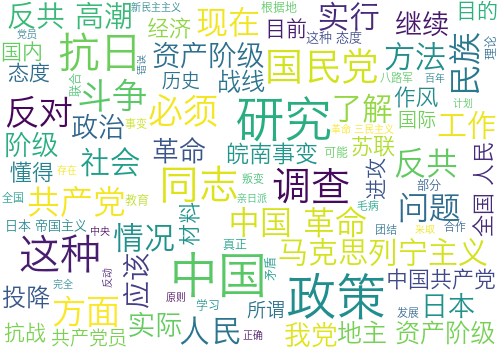 党员 新民主主义 根据地
反共 高潮 现在 实行 继续 目的
国内 经济 目前 这种 态度 理论
抗日 资产阶级 国民党 方法 民族
态度 联合 错误 历史 战线 八路军 百年
反对 斗争 必须 研究 了解 作风 计划
政治 事变 革命 三民主义 国际 工作
阶级 社会 革命 皖南事变 苏联
懂得 可能 进攻 反共 全国 人民
共产党 同志 调查 存在 教育 叛变 部分
全国 材料 亲日派 毛病 问题
日本 帝国主义 中国 革命 团结 合作
这种 中央 情况 真正 采取
应该 中国 矛盾 马克思列宁主义
反动 完全 政策 中国共产党
投降 方面 原则 学习 所谓 日本 发展
抗战 共产党员 实际 人民 正确 我党 地主 资产阶级